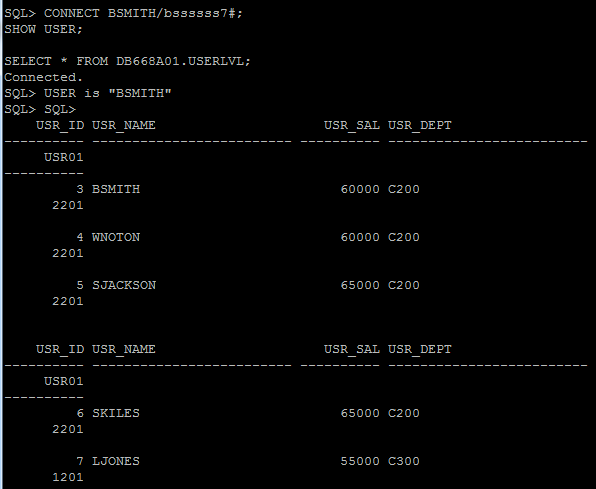 SQL> CONNECT BSMITH/bssssss7#;
SHOW USER;
SELECT * FROM DB668A01.USERLVL;
Connected.
SQL> USER is "BSMITH"
SQL> SQL>
USR_ID USR_NAME USR_SAL USR_DEPT
---------- ------------------------- ---------- -------------------------
USR01
----------
3 BSMITH 60000 C200
2201
4 WNOTON 60000 C200
2201
5 SJACKSON 65000 C200
2201
USR_ID USR_NAME USR_SAL USR_DEPT
---------- ------------------------- ---------- -------------------------
USR01
----------
6 SKILES 65000 C200
2201
7 LJONES 55000 C300
1201